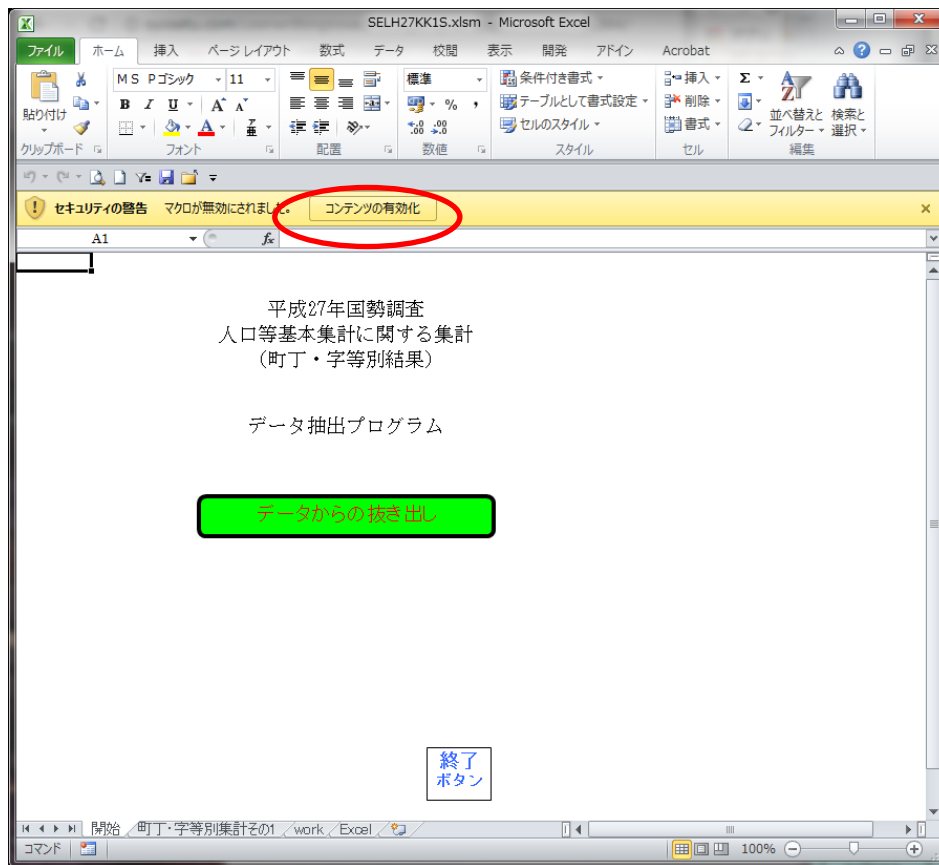 SELH27KK1S.xlsm - Microsoft Excel
ファイル ホーム 挿入 ページ レイアウト 数式 データ 校閲 表示 開発 アドイン Acrobat
貼り付け
クリップボード
ＭＳ Ｐゴシック 11
B I U A A
A
フォント
配置
標準
% ,
.0 .00
.00 .0
数値
条件付き書式
テーブルとして書式設定
セルのスタイル
スタイル
挿入
削除
書式
セル
Σ
並べ替えと
フィルター
検索と
選択
編集
セキュリティの警告 マクロが無効にされました。 コンテンツの有効化
A1 fx
平成27年国勢調査
人口等基本集計に関する集計
（町丁・字等別結果）
データ抽出プログラム
データからの抜き出し
終了
ボタン
開始 町丁・字等別集計その1 work Excel
コマンド 100%